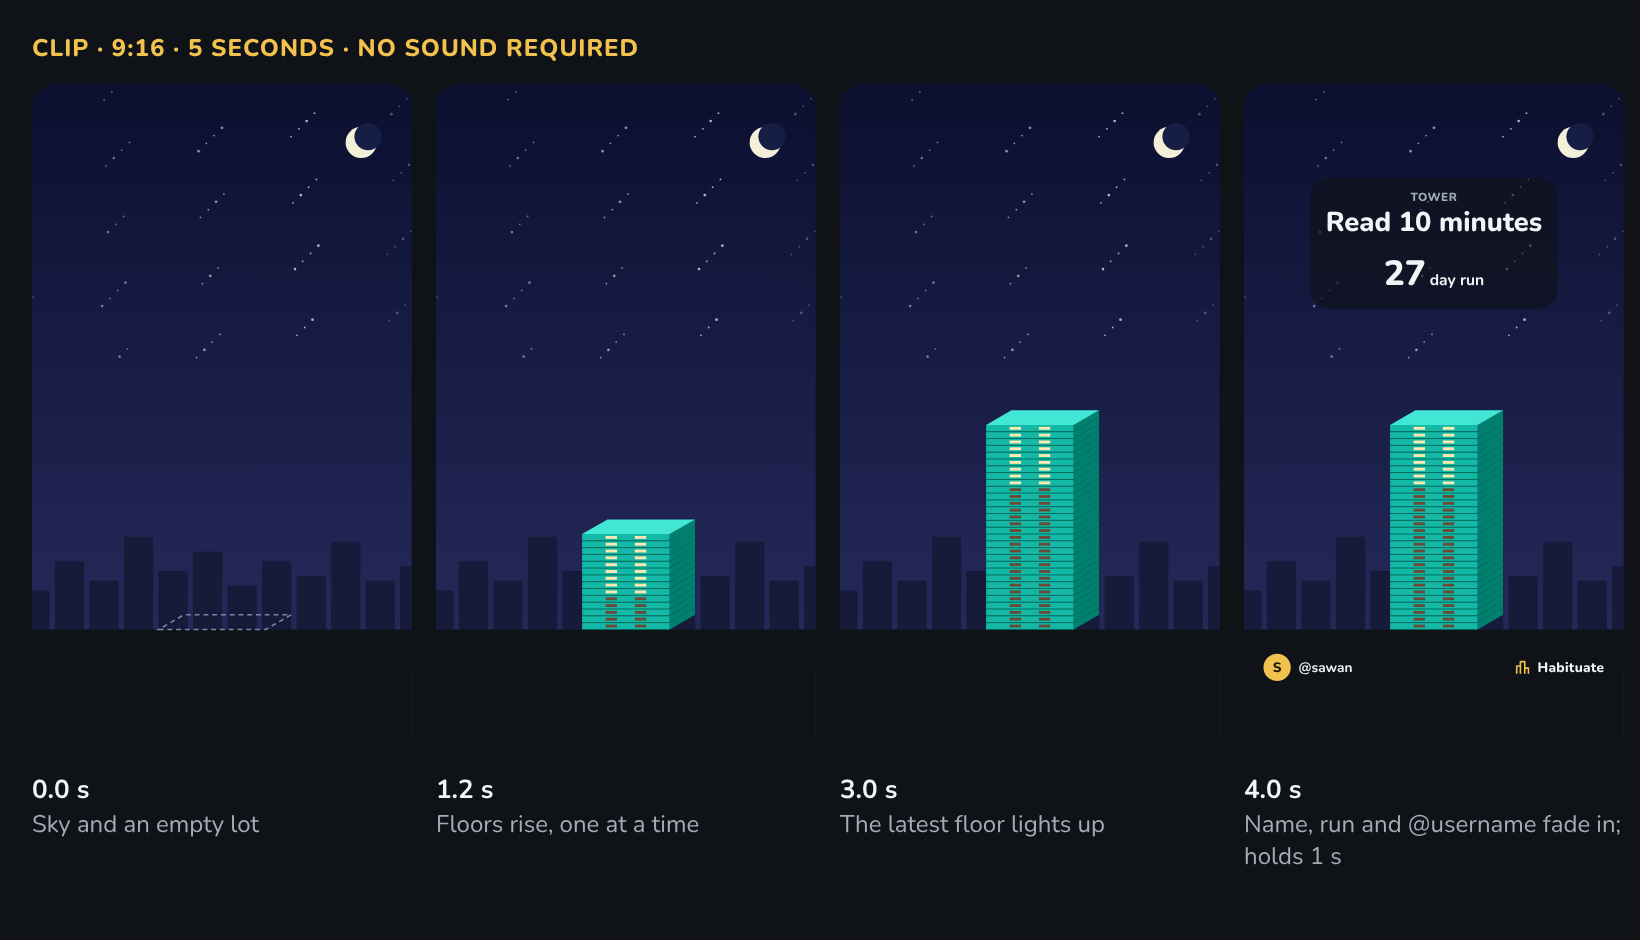 CLIP · 9:16 · 5 SECONDS · NO SOUND REQUIRED
TOWER
Read 10 minutes
27 day run
S @sawan
Habituate
0.0 s
Sky and an empty lot
1.2 s
Floors rise, one at a time
3.0 s
The latest floor lights up
4.0 s
Name, run and @username fade in;
holds 1 s